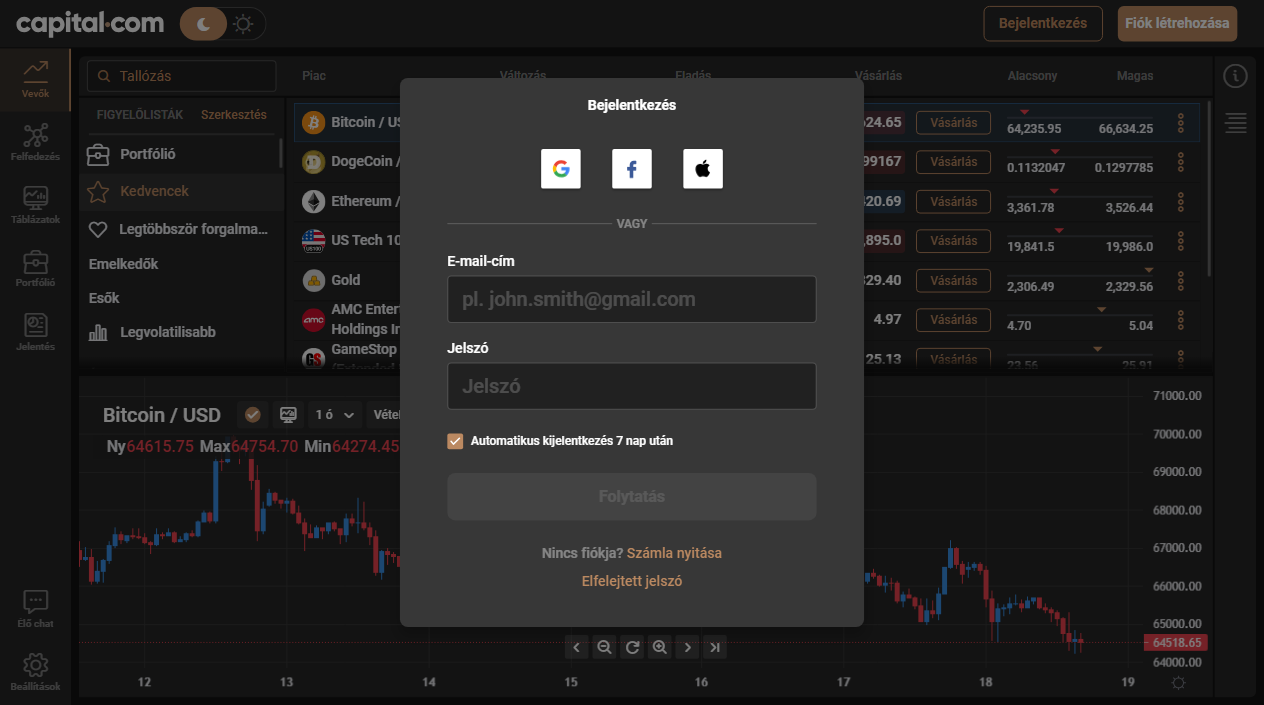 capital.com
Bejelentkezés
Fiók létrehozása
Vevők
Felfedezés
Táblázatok
Portfólió
Jelentés
Élő chat
Beállítások
Tallózás
FIGYELŐLISTÁK Szerkesztés
Portfólió
Kedvencek
Legtöbbször forgalma...
Emelkedők
Esők
Legvolatilisabb
Piac Változás Eladás Vásárlás Alacsony Magas
Bitcoin / US 624.65 Vásárlás 64,235.95 66,634.25
DogeCoin / 99167 Vásárlás 0.1132047 0.1297785
Ethereum / 20.69 Vásárlás 3,361.78 3,526.44
US Tech 10 ,895.0 Vásárlás 19,841.5 19,986.0
Gold 329.40 Vásárlás 2,306.49 2,329.56
AMC Entert
Holdings In 4.97 Vásárlás 4.70 5.04
GameStop 25.13 Vásárlás 23.56 25.91
(Extended
Bejelentkezés
VAGY
E-mail-cím
pl. john.smith@gmail.com
Jelszó
Jelszó
Automatikus kijelentkezés 7 nap után
Folytatás
Nincs fiókja? Számla nyitása
Elfelejtett jelszó
Bitcoin / USD 1 ó Vétel
Ny64615.75 Max64754.70 Min64274.45
71000.00
70000.00
69000.00
68000.00
67000.00
66000.00
65000.00
64518.65
64000.00
12 13 14 15 16 17 18 19